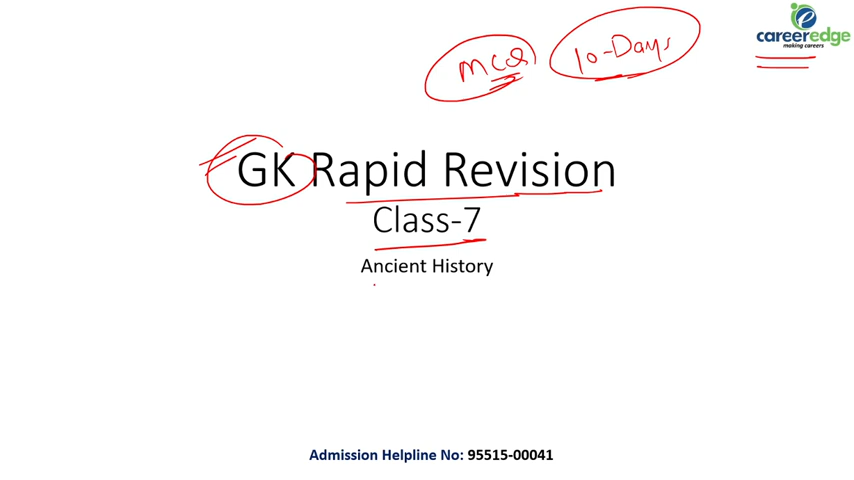 careeredge
making careers
MCQ 10-Days
GK Rapid Revision
Class-7
Ancient History
Admission Helpline No: 95515-00041